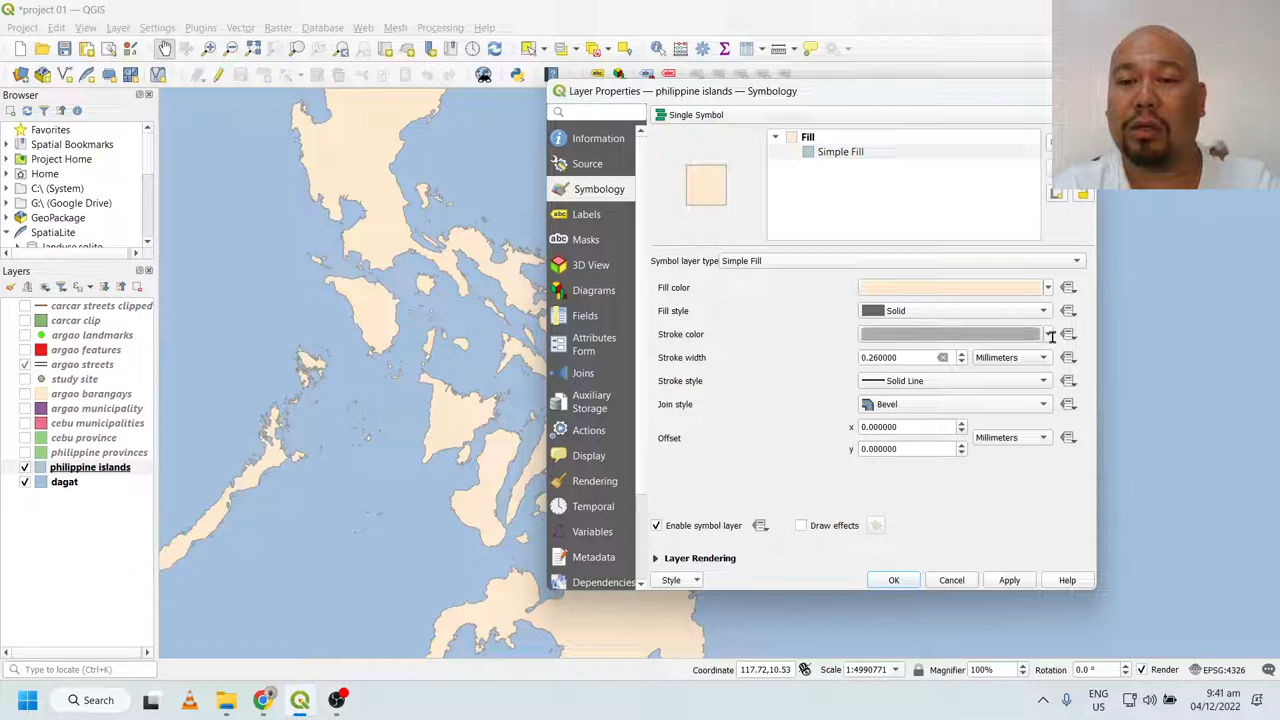 *project 01 — QGIS
Project Edit View Layer Settings Plugins Vector Raster Database Web Mesh Processing Help
Browser
Favorites
Spatial Bookmarks
Project Home
Home
C:\ (System)
G:\ (Google Drive)
GeoPackage
SpatiaLite
landuse.sqlite
Layers
carcar streets clipped
carcar clip
argao landmarks
argao features
argao streets
study site
argao barangays
argao municipality
cebu municipalities
cebu province
philippine provinces
philippine islands
dagat
Layer Properties — philippine islands — Symbology
Information
Source
Symbology
Labels
Masks
3D View
Diagrams
Fields
Attributes
Form
Joins
Auxiliary
Storage
Actions
Display
Rendering
Temporal
Variables
Metadata
Dependencies
Single Symbol
Fill
Simple Fill
Symbol layer type Simple Fill
Fill color
Fill style Solid
Stroke color
Stroke width 0.260000 Millimeters
Stroke style Solid Line
Join style Bevel
x 0.000000
Offset Millimeters
y 0.000000
Enable symbol layer Draw effects
Layer Rendering
Style OK Cancel Apply Help
Type to locate (Ctrl+K) Coordinate 117.72,10.53 Scale 1:4990771 Magnifier 100% Rotation 0.0 ° Render EPSG:4326
Search
ENG
US
9:41 am
04/12/2022